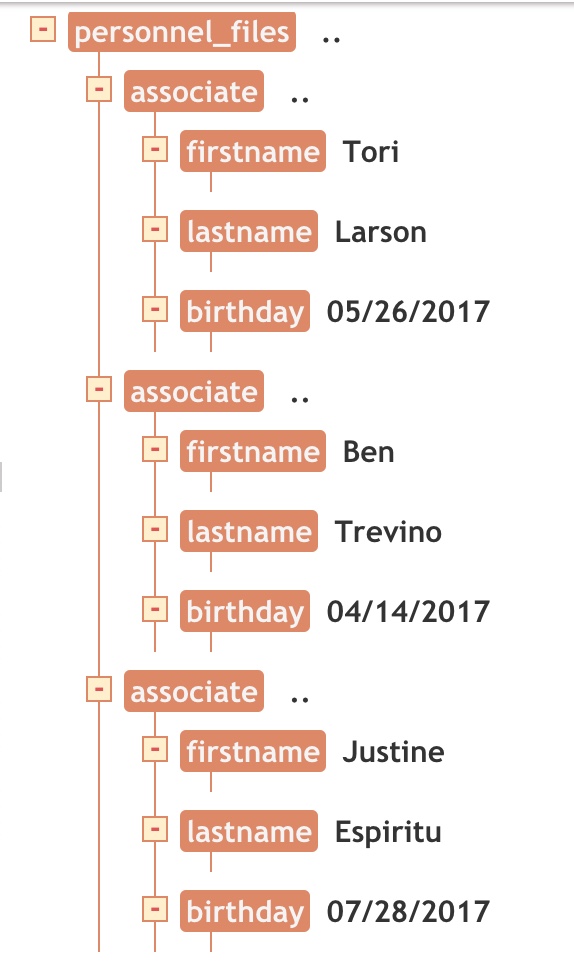 - personnel_files ..
- associate ..
- firstname Tori
- lastname Larson
- birthday 05/26/2017
- associate ..
- firstname Ben
- lastname Trevino
- birthday 04/14/2017
- associate ..
- firstname Justine
- lastname Espiritu
- birthday 07/28/2017